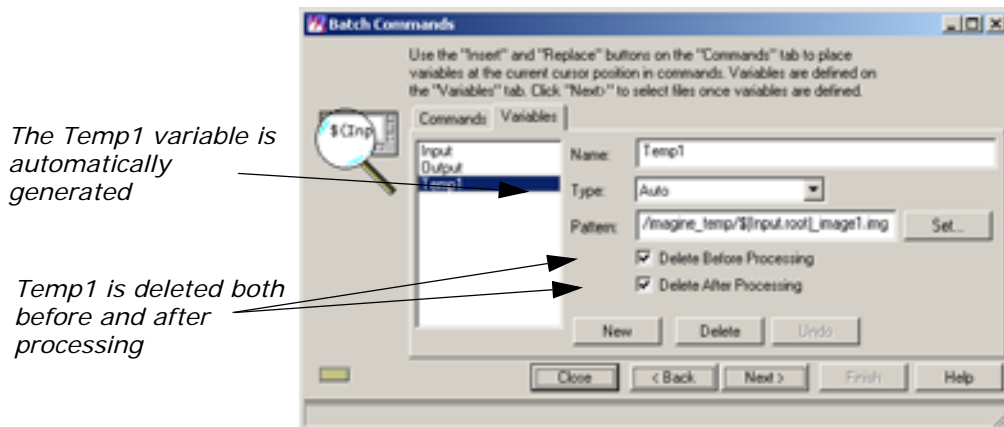 Batch Commands
Use the "Insert" and "Replace" buttons on the "Commands" tab to place
variables at the current cursor position in commands. Variables are defined on
the "Variables" tab. Click "Next>" to select files once variables are defined.
Commands Variables
$(Inp
The Temp1 variable is
automatically
generated
Input
Output
Temp1
Name: Temp1
Type: Auto
Pattern: /imagine_temp/$(Input.root)_image1.img Set...
Delete Before Processing
Delete After Processing
Temp1 is deleted both
before and after
processing
New Delete Undo
Close < Back Next > Finish Help